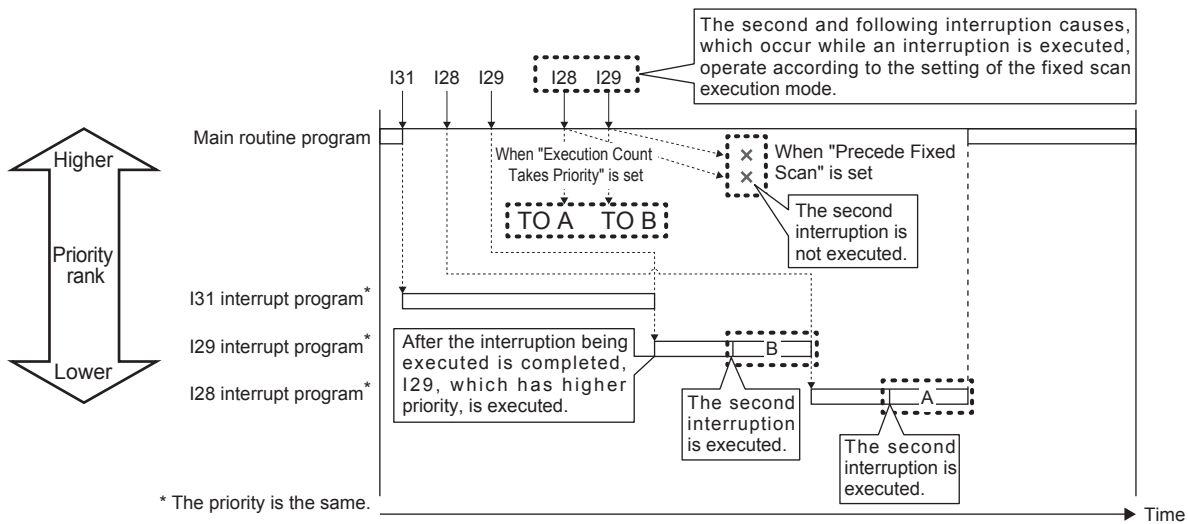 The second and following interruption causes,
which occur while an interruption is executed,
operate according to the setting of the fixed scan
execution mode.
I31 I28 I29 I28 I29
Main routine program
Higher
Priority
rank
Lower
When "Execution Count
Takes Priority" is set
When "Precede Fixed
Scan" is set
TO A TO B
The second
interruption is
not executed.
I31 interrupt program*
I29 interrupt program*
I28 interrupt program*
After the interruption being
executed is completed,
I29, which has higher
priority, is executed.
B
The second
interruption
is executed.
A
The second
interruption is
executed.
* The priority is the same.
Time